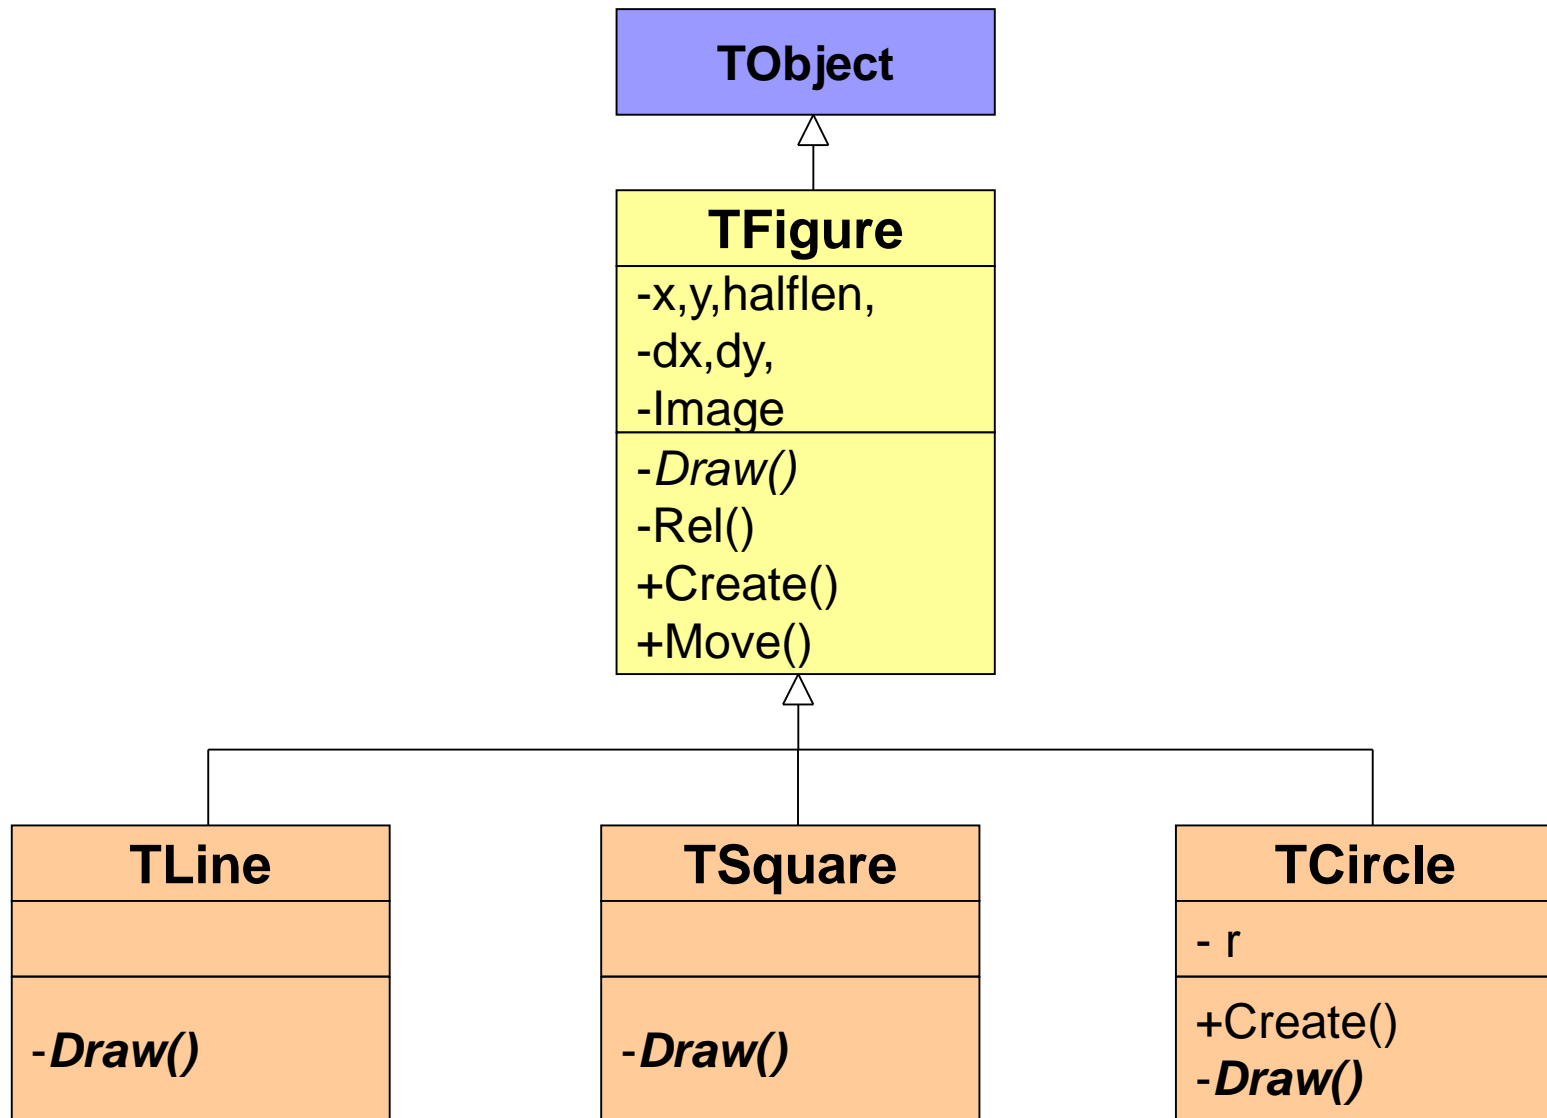 TObject
TFigure
-x,y,halflen,
-dx,dy,
-Image
-Draw()
-Rel()
+Create()
+Move()
TLine
-Draw()
TSquare
-Draw()
TCircle
- r
+Create()
-Draw()